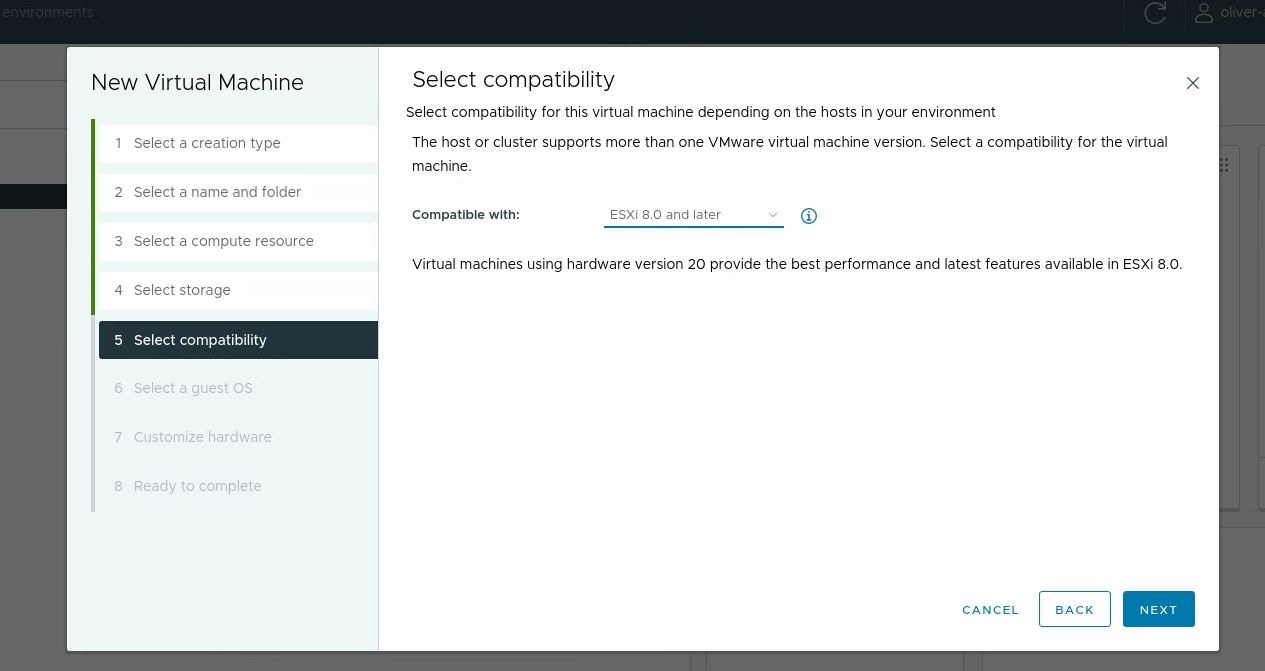 environments
oliver-
New Virtual Machine
1 Select a creation type
2 Select a name and folder
3 Select a compute resource
4 Select storage
5 Select compatibility
6 Select a guest OS
7 Customize hardware
8 Ready to complete
Select compatibility
Select compatibility for this virtual machine depending on the hosts in your environment
The host or cluster supports more than one VMware virtual machine version. Select a compatibility for the virtual
machine.
Compatible with:
ESXi 8.0 and later
Virtual machines using hardware version 20 provide the best performance and latest features available in ESXi 8.0.
CANCEL
BACK
NEXT